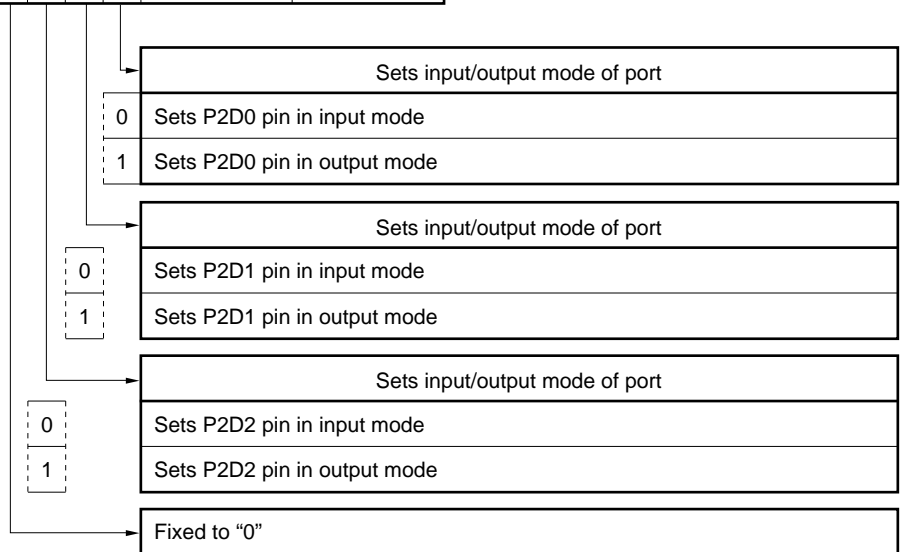 Sets input/output mode of port
0 Sets P2D0 pin in input mode
1 Sets P2D0 pin in output mode
Sets input/output mode of port
0 Sets P2D1 pin in input mode
1 Sets P2D1 pin in output mode
Sets input/output mode of port
0 Sets P2D2 pin in input mode
1 Sets P2D2 pin in output mode
Fixed to “0”